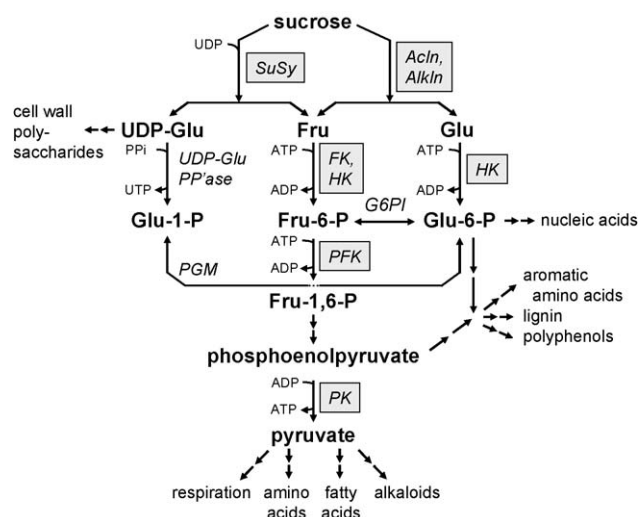 sucrose
UDP
SuSy
AcIn,
AlkIn
cell wall
poly-
saccharides
UDP-Glu
Fru
Glu
PPi
UDP-Glu
PP'ase
UTP
ATP
FK,
HK
ADP
ATP
HK
ADP
Glu-1-P
Fru-6-P
G6PI
Glu-6-P
nucleic acids
ATP
PFK
ADP
PGM
Fru-1,6-P
aromatic
amino acids
lignin
polyphenols
phosphoenolpyruvate
ADP
PK
ATP
pyruvate
respiration
amino
acids
fatty
acids
alkaloids